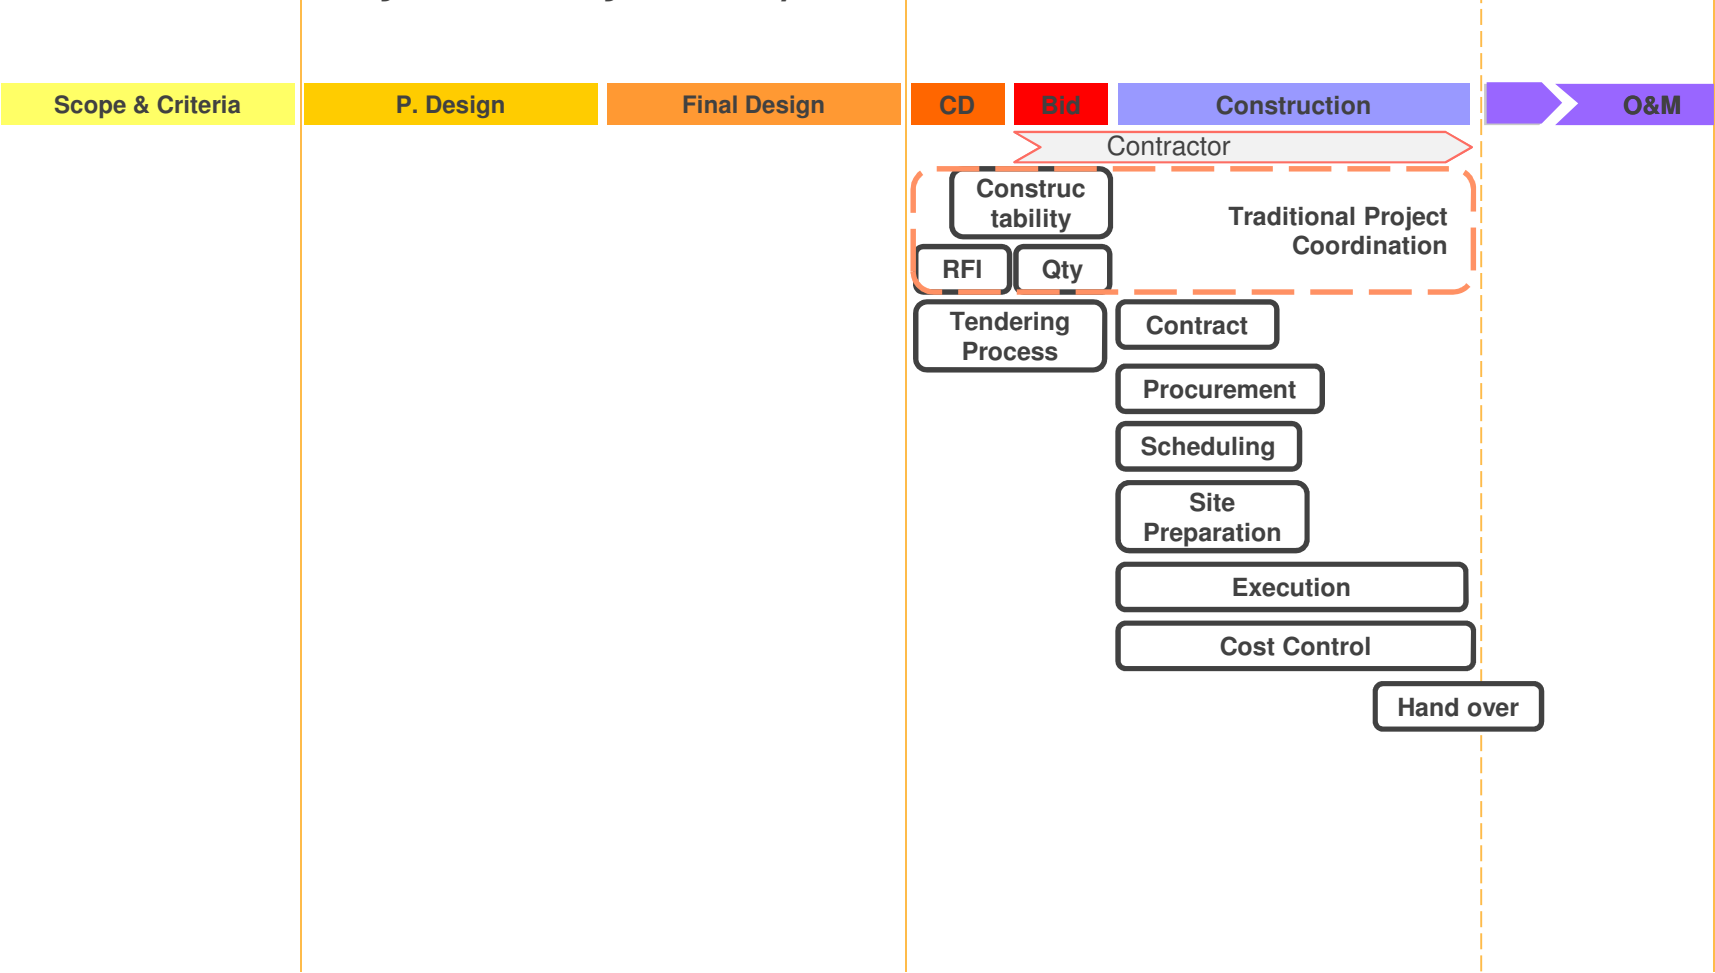 Scope & Criteria
P. Design
Final Design
CD
Bid
Construction
O&M
Contractor
Construc
tability
Traditional Project
Coordination
RFI
Qty
Tendering
Process
Contract
Procurement
Scheduling
Site
Preparation
Execution
Cost Control
Hand over